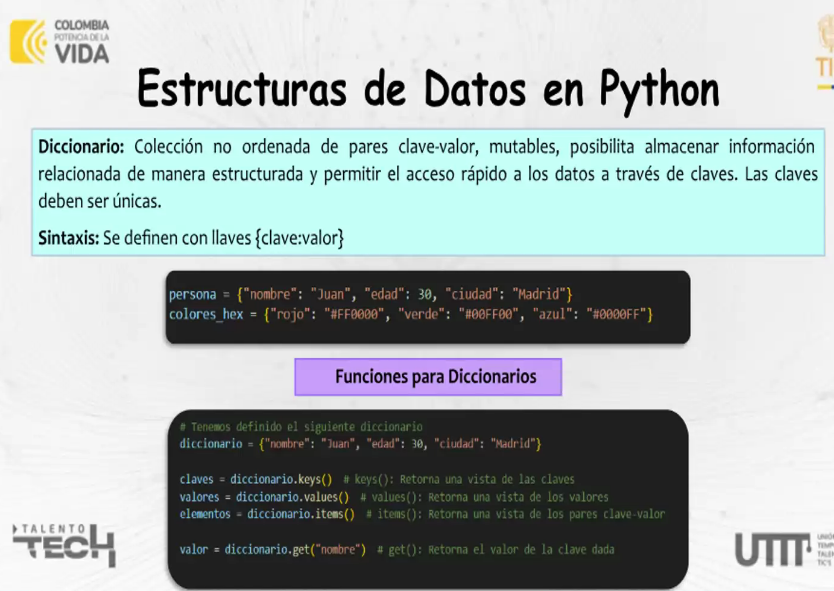 COLOMBIA
POTENCIA DE LA
VIDA
TI
Estructuras de Datos en Python
Diccionario: Colección no ordenada de pares clave-valor, mutables, posibilita almacenar información
relacionada de manera estructurada y permitir el acceso rápido a los datos a través de claves. Las claves
deben ser únicas.
Sintaxis: Se definen con llaves {clave:valor}
persona = {"nombre": "Juan", "edad": 30, "ciudad": "Madrid"}
colores_hex = {"rojo": "#FF0000", "verde": "#00FF00", "azul": "#0000FF"}
Funciones para Diccionarios
# Tenemos definido el siguiente diccionario
diccionario = {"nombre": "Juan", "edad": 30, "ciudad": "Madrid"}
claves = diccionario.keys() # keys(): Retorna una vista de las claves
valores = diccionario.values() # values(): Retorna una vista de los valores
elementos = diccionario.items() # items(): Retorna una vista de los pares clave-valor
valor = diccionario.get("nombre") # get(): Retorna el valor de la clave dada
TALENTO
TECH
UTTT